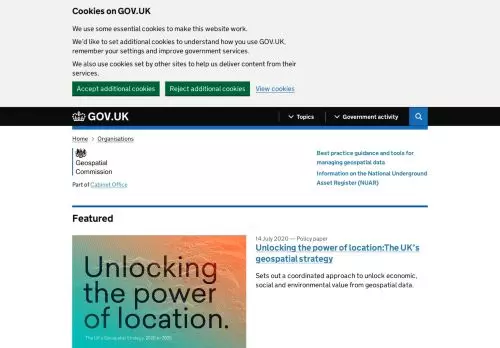 Cookies on GOV.UK
We use some essential cookies to make this website work.
We'd like to set additional cookies to understand how you use GOV.UK,
remember your settings and improve government services.
We also use cookies set by other sites to help us deliver content from their
services.
Accept additional cookies Reject additional cookies View cookies
GOV.UK Topics Government activity
Home Organisations
Geospatial
Commission
Part of Cabinet Office
Best practice guidance and tools for
managing geospatial data
Information on the National Underground
Asset Register (NUAR)
Featured
Unlocking
the power
of location.
The UK's Geospatial Strategy, 2020 to 2025
14 July 2020 — Policy paper
Unlocking the power of location:The UK's
geospatial strategy
Sets out a coordinated approach to unlock economic,
social and environmental value from geospatial data.